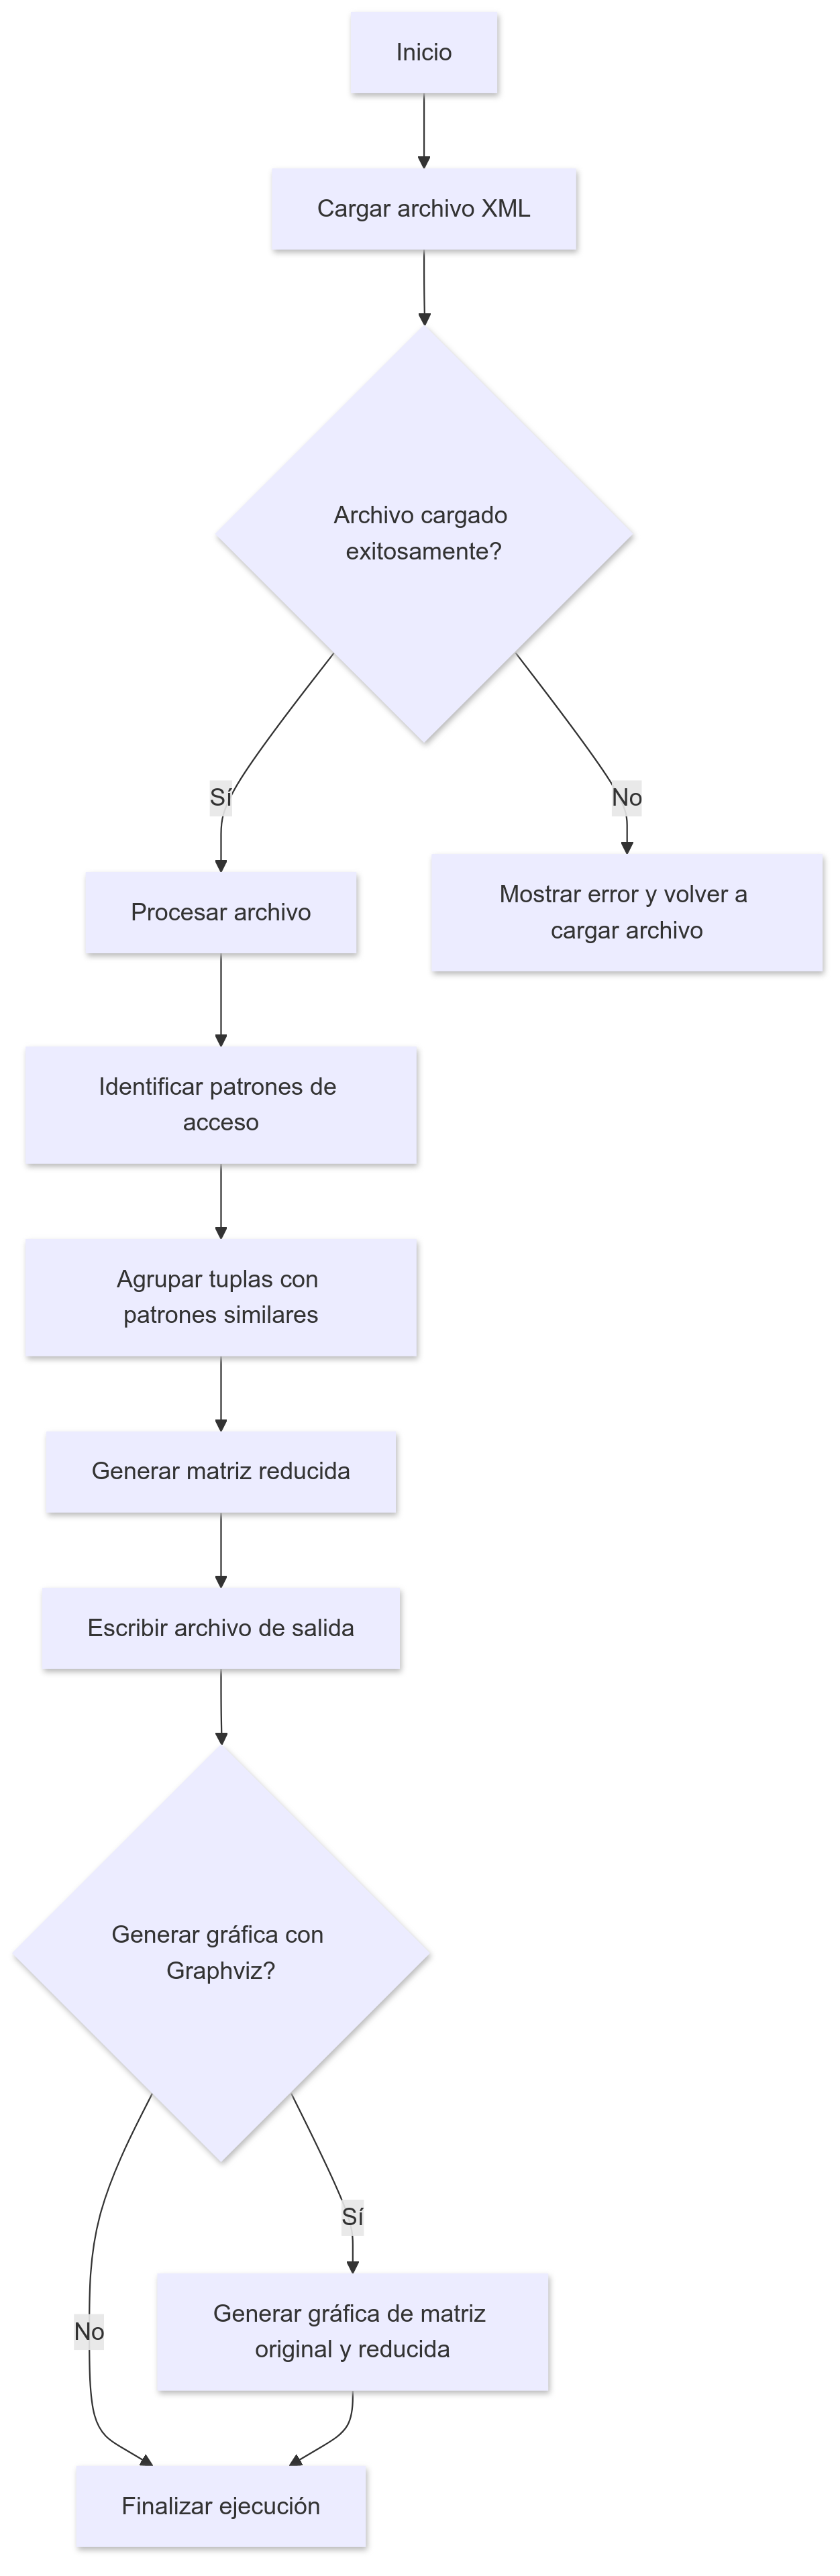 Inicio
Cargar archivo XML
Archivo cargado
exitosamente?
Sí
No
Procesar archivo
Mostrar error y volver a
cargar archivo
Identificar patrones de
acceso
Agrupar tuplas con
patrones similares
Generar matriz reducida
Escribir archivo de salida
Generar gráfica con
Graphviz?
Sí
No
Generar gráfica de matriz
original y reducida
Finalizar ejecución